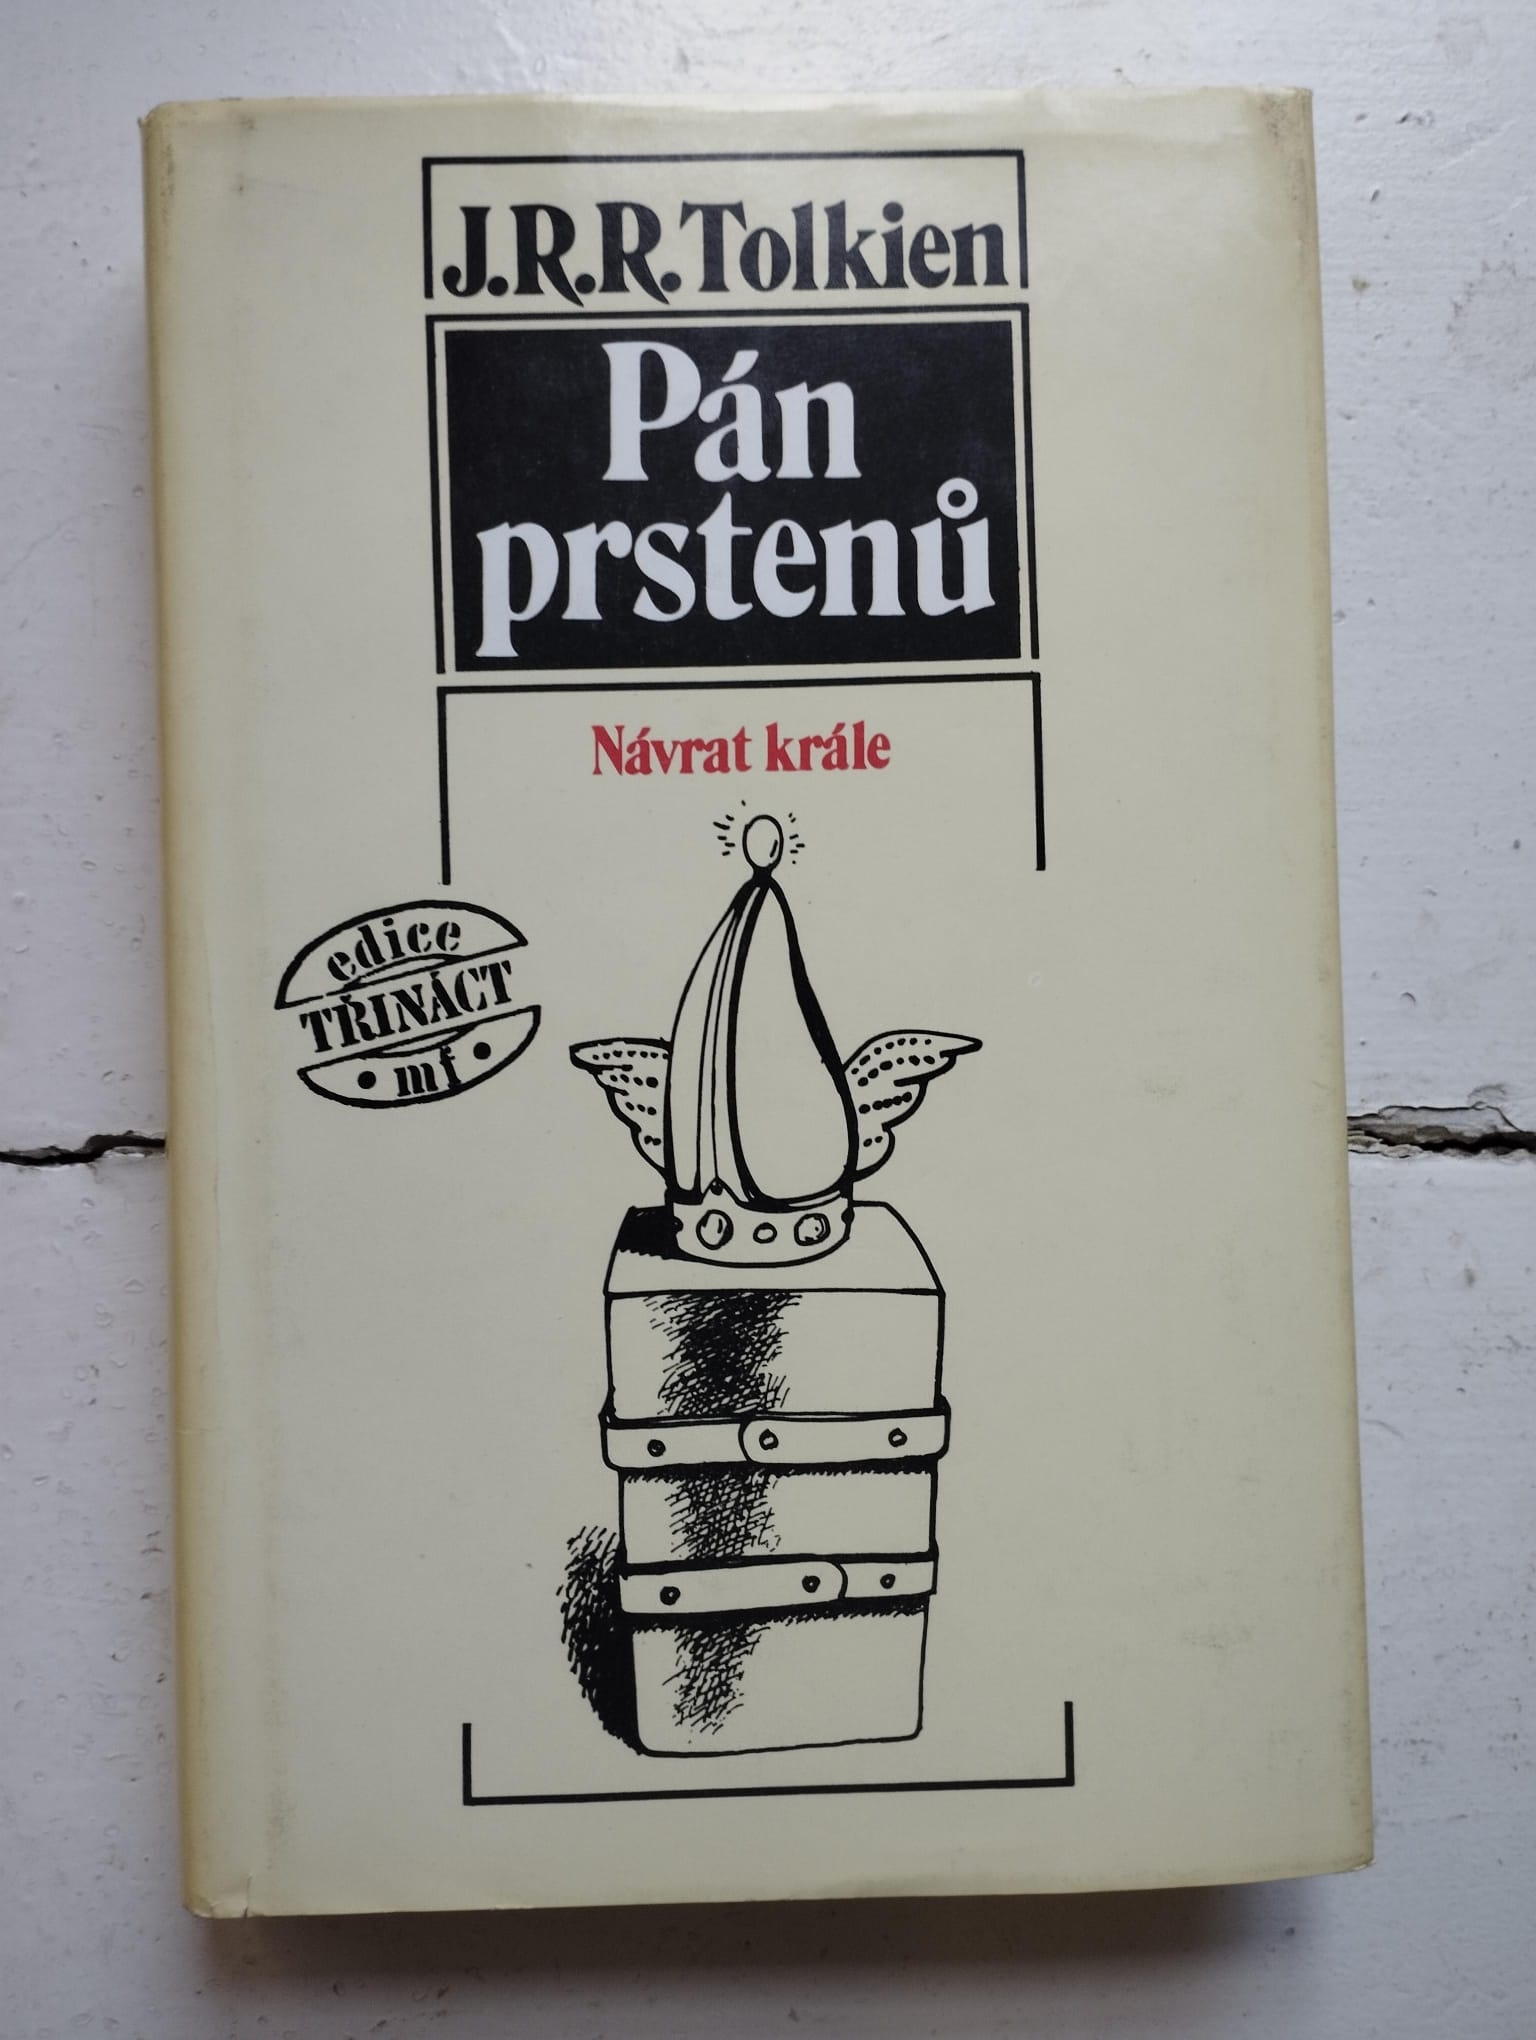 J.R.R.Tolkien
Pán
prstenů
Návrat krále
edice
TŘINÁCT
• mf •